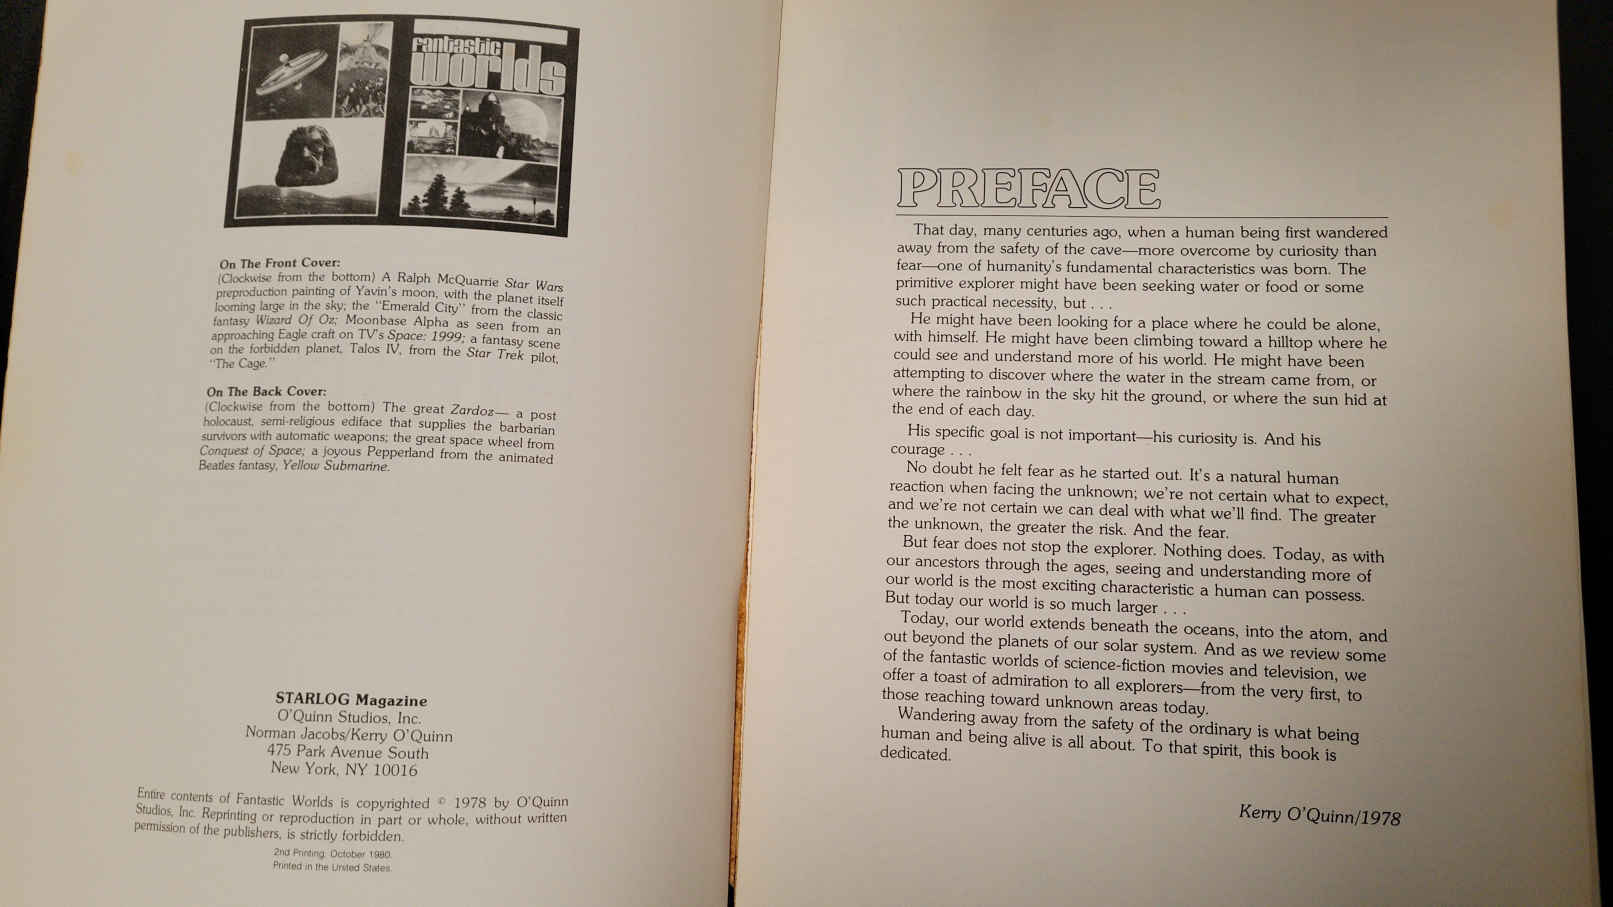 fantastic
worlds
On The Front Cover:
(Clockwise from the bottom) A Ralph McQuarrie Star Wars
preproduction painting of Yavin's moon, with the planet itself
looming large in the sky; the "Emerald City" from the classic
fantasy Wizard Of Oz; Moonbase Alpha as seen from an
approaching Eagle craft on TV's Space: 1999; a fantasy scene
on the forbidden planet, Talos IV, from the Star Trek pilot,
"The Cage."
On The Back Cover:
(Clockwise from the bottom) The great Zardoz— a post
holocaust, semi-religious ediface that supplies the barbarian
survivors with automatic weapons; the great space wheel from
Conquest of Space; a joyous Pepperland from the animated
Beatles fantasy, Yellow Submarine.
STARLOG Magazine
O'Quinn Studios, Inc.
Norman Jacobs/Kerry O'Quinn
475 Park Avenue South
New York, NY 10016
Entire contents of Fantastic Worlds is copyrighted © 1978 by O'Quinn
Studios, Inc. Reprinting or reproduction in part or whole, without written
permission of the publishers, is strictly forbidden.
2nd Printing. October 1980.
Printed in the United States.
PREFACE
That day, many centuries ago, when a human being first wandered
away from the safety of the cave—more overcome by curiosity than
fear—one of humanity's fundamental characteristics was born. The
primitive explorer might have been seeking water or food or some
such practical necessity, but . . .
He might have been looking for a place where he could be alone,
with himself. He might have been climbing toward a hilltop where he
could see and understand more of his world. He might have been
attempting to discover where the water in the stream came from, or
where the rainbow in the sky hit the ground, or where the sun hid at
the end of each day.
His specific goal is not important—his curiosity is. And his
courage . . .
No doubt he felt fear as he started out. It's a natural human
reaction when facing the unknown; we're not certain what to expect,
and we're not certain we can deal with what we'll find. The greater
the unknown, the greater the risk. And the fear.
But fear does not stop the explorer. Nothing does. Today, as with
our ancestors through the ages, seeing and understanding more of
our world is the most exciting characteristic a human can possess.
But today our world is so much larger . . .
Today, our world extends beneath the oceans, into the atom, and
out beyond the planets of our solar system. And as we review some
of the fantastic worlds of science-fiction movies and television, we
offer a toast of admiration to all explorers—from the very first, to
those reaching toward unknown areas today.
Wandering away from the safety of the ordinary is what being
human and being alive is all about. To that spirit, this book is
dedicated.
Kerry O'Quinn/1978